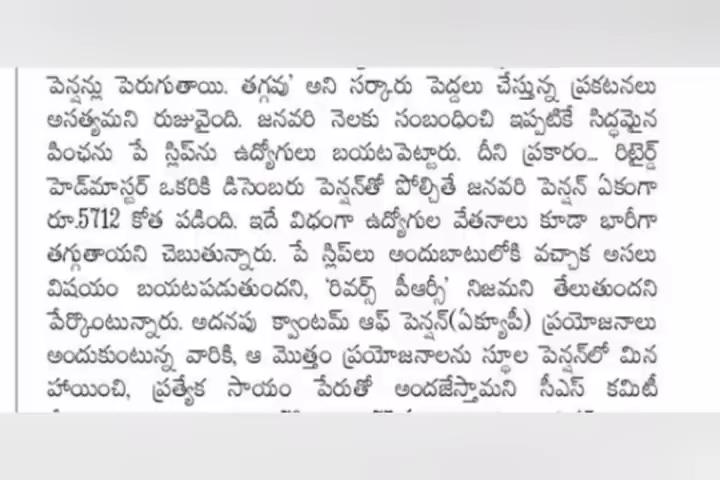 పెన్షన్లు పెరుగుతాయి. తగ్గవు' అని సర్కారు పెద్దలు చేస్తున్న ప్రకటనలు
అసత్యమని రుజువైంది. జనవరి నెలకు సంబంధించి ఇప్పటికే సిద్ధమైన
పింఛను పే స్లిప్‌ను ఉద్యోగులు బయటపెట్టారు. దీని ప్రకారం... రిటైర్డ్
హెడ్‌మాస్టర్ ఒకరికి డిసెంబరు పెన్షన్‌తో పోల్చితే జనవరి పెన్షన్ ఏకంగా
రూ.5712 కోత పడింది. ఇదే విధంగా ఉద్యోగుల వేతనాలు కూడా భారీగా
తగ్గుతాయని చెబుతున్నారు. పే స్లిప్‌లు అందుబాటులోకి వచ్చాక అసలు
విషయం బయటపడుతుందని, 'రివర్స్ పీఆర్సీ' నిజమని తేలుతుందని
పేర్కొంటున్నారు. అదనపు క్వాంటమ్ ఆఫ్ పెన్షన్(ఏక్యూపీ) ప్రయోజనాలు
అందుకుంటున్న వారికి, ఆ మొత్తం ప్రయోజనాలను స్థూల పెన్షన్‌లో మిన
హాయించి, ప్రత్యేక సాయం పేరుతో అందజేస్తామని సీఎస్ కమిటీ